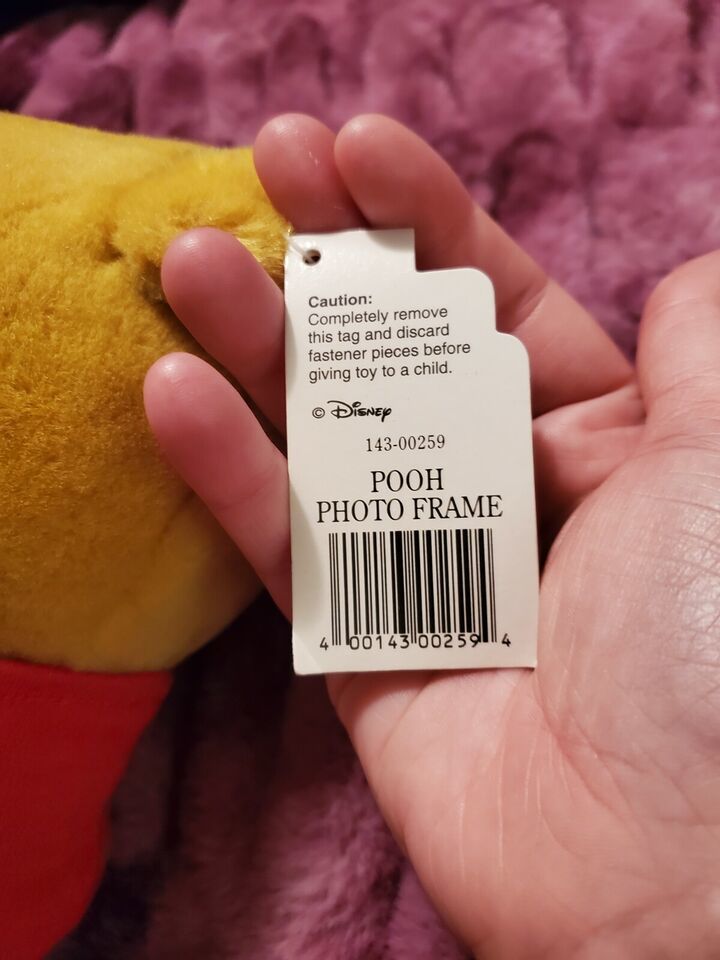 Caution:
Completely remove
this tag and discard
fastener pieces before
giving toy to a child.
© Disney
143-00259
POOH
PHOTO FRAME
4 00143 00259 4